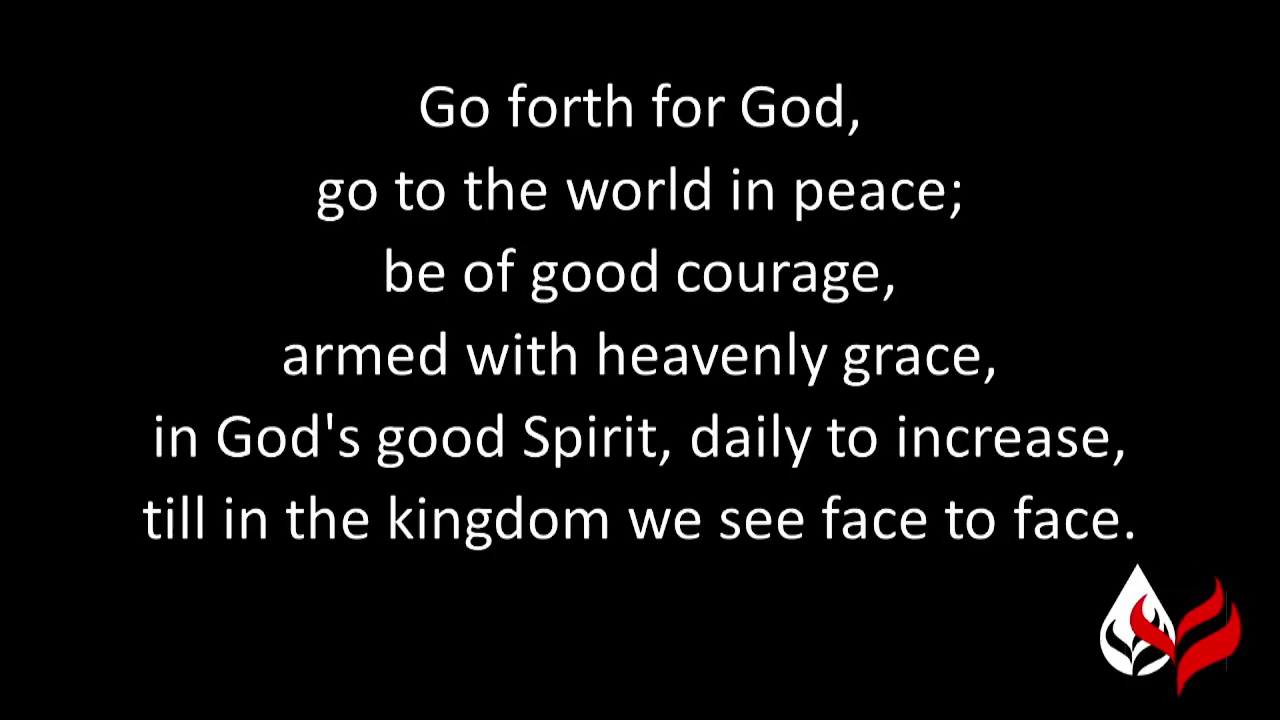 Go forth for God,
go to the world in peace;
be of good courage,
armed with heavenly grace,
in God's good Spirit, daily to increase,
till in the kingdom we see face to face.